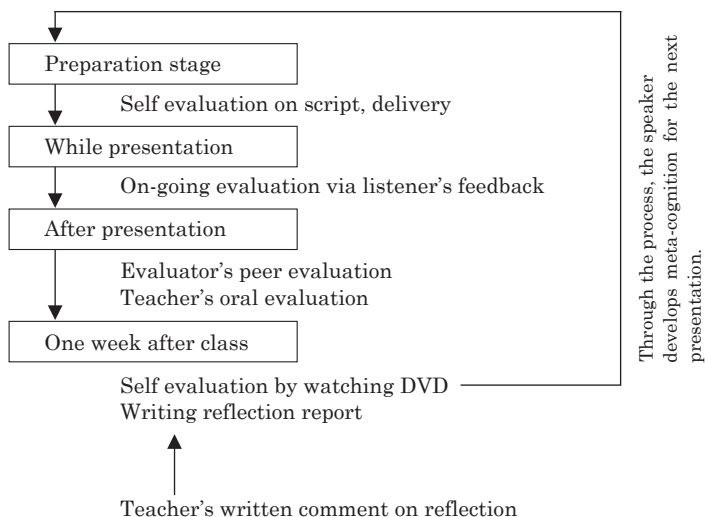 Preparation stage
Self evaluation on script, delivery
While presentation
On-going evaluation via listener's feedback
After presentation
Evaluator's peer evaluation
Teacher's oral evaluation
One week after class
Self evaluation by watching DVD
Writing reflection report
Teacher's written comment on reflection
Through the process, the speaker
develops meta-cognition for the next
presentation.